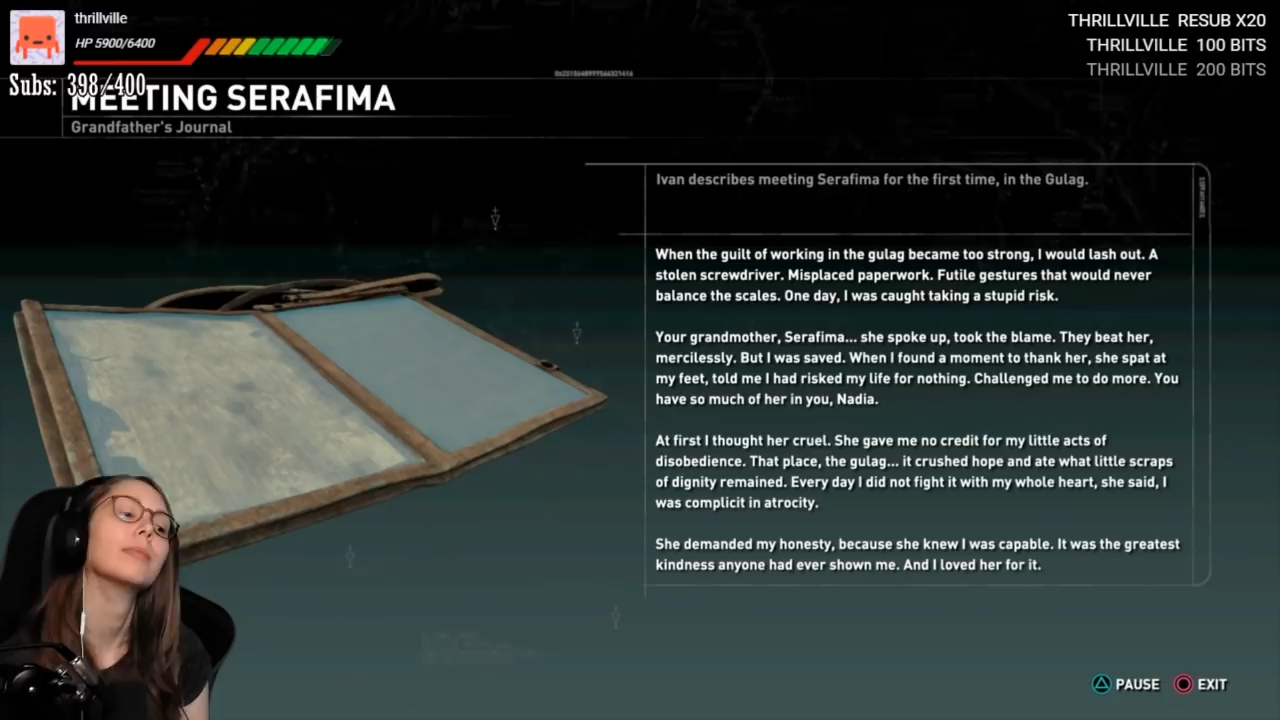 thrillville
HP 5900/6400
Subs: 398/400
THRILLVILLE RESUB X20
THRILLVILLE 100 BITS
THRILLVILLE 200 BITS
MEETING SERAFIMA
Grandfather's Journal
Ivan describes meeting Serafima for the first time, in the Gulag.
When the guilt of working in the gulag became too strong, I would lash out. A
stolen screwdriver. Misplaced paperwork. Futile gestures that would never
balance the scales. One day, I was caught taking a stupid risk.
Your grandmother, Serafima... she spoke up, took the blame. They beat her,
mercilessly. But I was saved. When I found a moment to thank her, she spat at
my feet, told me I had risked my life for nothing. Challenged me to do more. You
have so much of her in you, Nadia.
At first I thought her cruel. She gave me no credit for my little acts of
disobedience. That place, the gulag... it crushed hope and ate what little scraps
of dignity remained. Every day I did not fight it with my whole heart, she said, I
was complicit in atrocity.
She demanded my honesty, because she knew I was capable. It was the greatest
kindness anyone had ever shown me. And I loved her for it.
PAUSE
EXIT